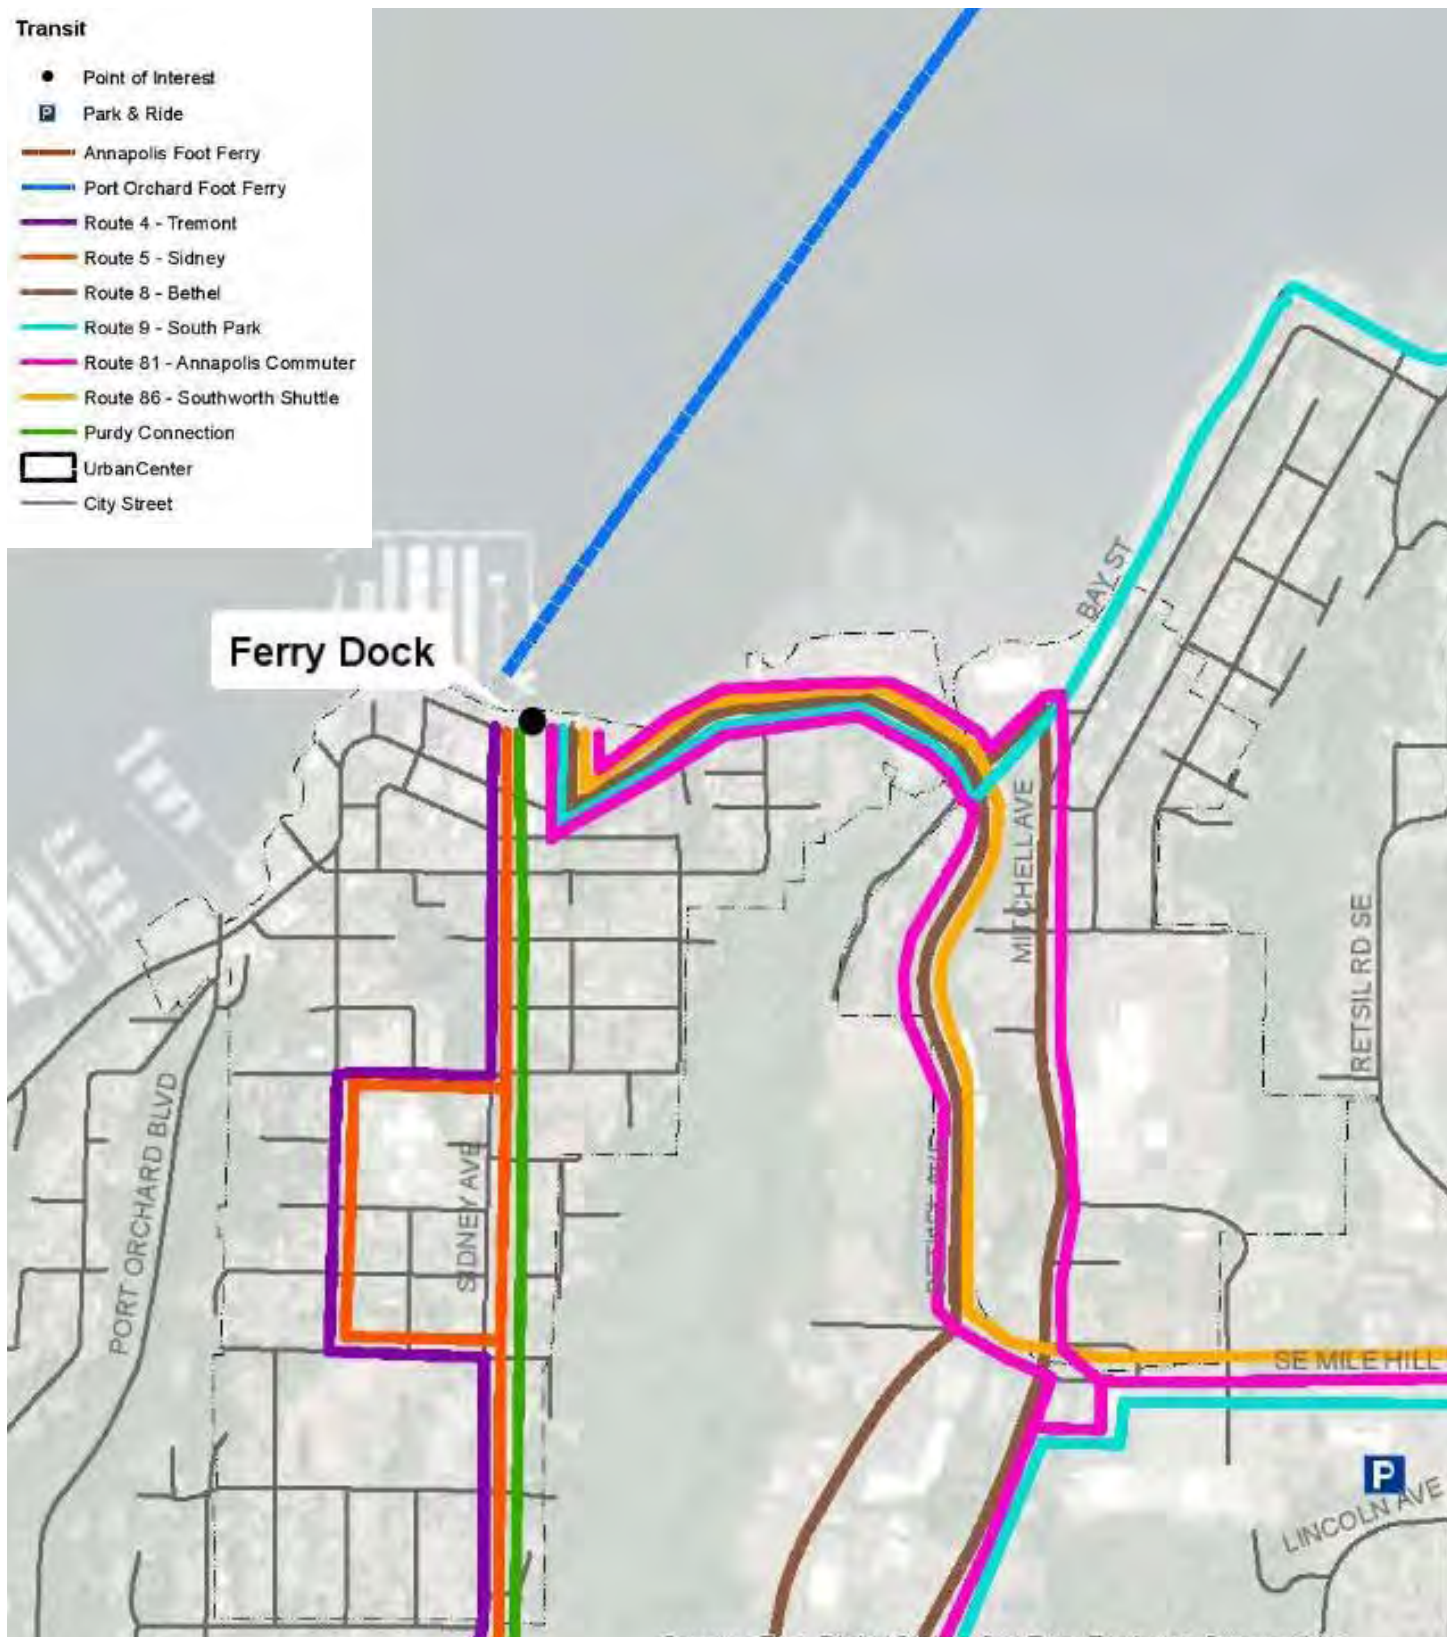 Transit
Point of Interest
P
Park & Ride
Annapolis Foot Ferry
Port Orchard Foot Ferry
Route 4 - Tremont
Route 5 - Sidney
Route 8 - Bethel
Route 9 - South Park
Route 81 - Annapolis Commuter
Route 86 - Southworth Shuttle
Purdy Connection
UrbanCenter
City Street
BAY ST
Ferry Dock
MITCHELL AVE
RETSIL RD SE
PORT ORCHARD BLVD
SIDNEY AVE
SE MILE HILL
P
LINCOLN AVE